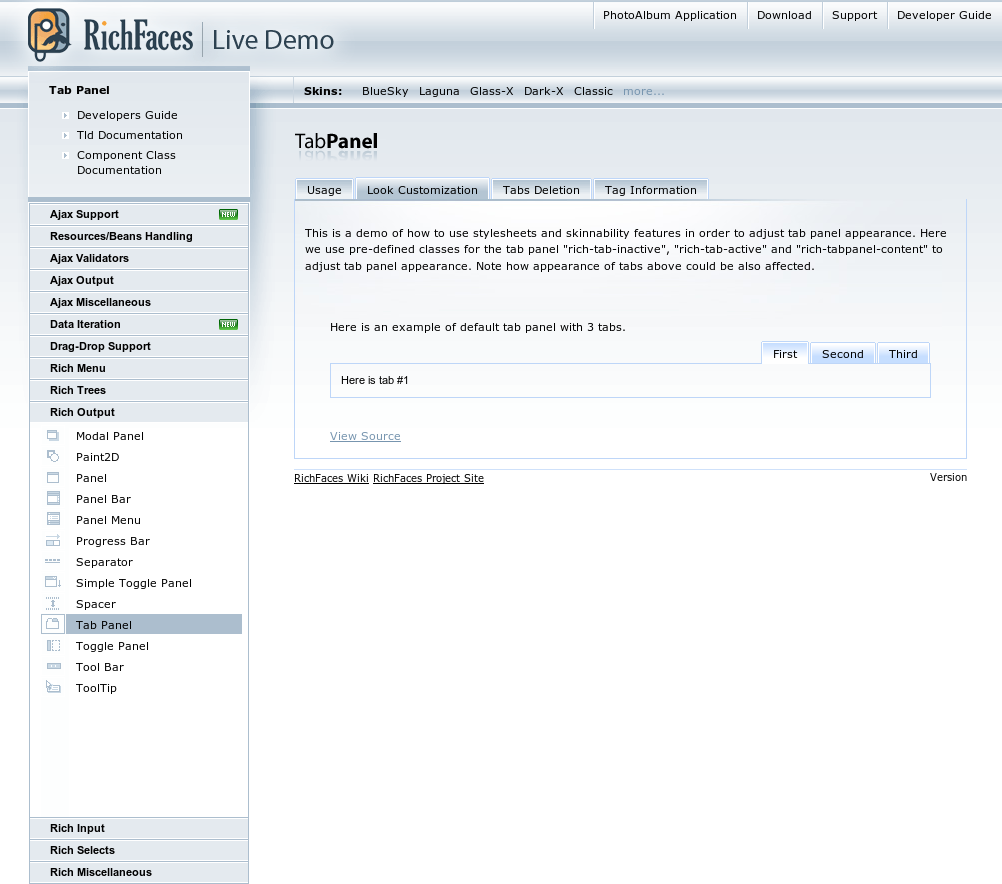 PhotoAlbum Application Download Support Developer Guide
RichFaces Live Demo
Skins: BlueSky Laguna Glass-X Dark-X Classic more...
Tab Panel
Developers Guide
Tld Documentation
Component Class
Documentation
Ajax Support NEW
Resources/Beans Handling
Ajax Validators
Ajax Output
Ajax Miscellaneous
Data Iteration NEW
Drag-Drop Support
Rich Menu
Rich Trees
Rich Output
Modal Panel
Paint2D
Panel
Panel Bar
Panel Menu
Progress Bar
Separator
Simple Toggle Panel
Spacer
Tab Panel
Toggle Panel
Tool Bar
ToolTip
Rich Input
Rich Selects
Rich Miscellaneous
TabPanel
Usage Look Customization Tabs Deletion Tag Information
This is a demo of how to use stylesheets and skinnability features in order to adjust tab panel appearance. Here
we use pre-defined classes for the tab panel "rich-tab-inactive", "rich-tab-active" and "rich-tabpanel-content" to
adjust tab panel appearance. Note how appearance of tabs above could be also affected.
Here is an example of default tab panel with 3 tabs.
First Second Third
Here is tab #1
View Source
RichFaces Wiki RichFaces Project Site Version